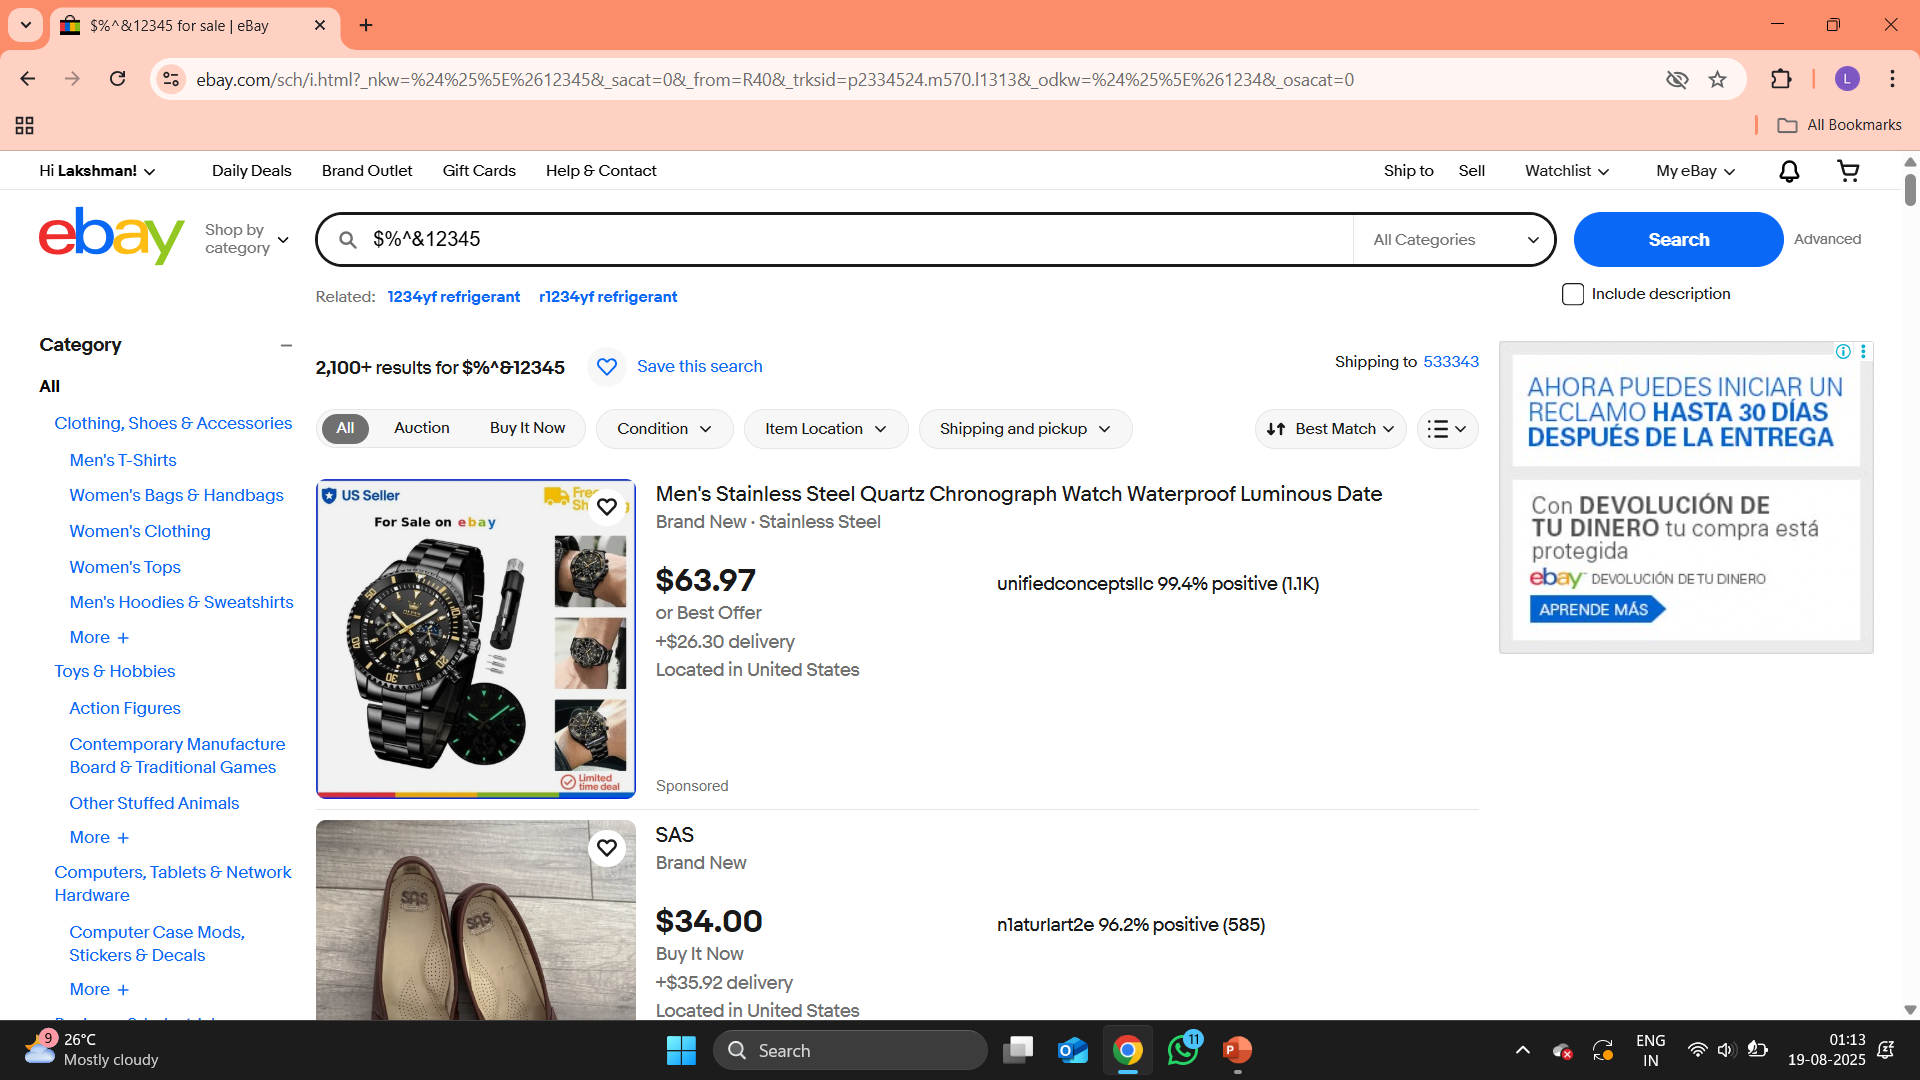 $%^&12345 for sale | eBay
ebay.com/sch/i.html?_nkw=%24%25%5E%2612345&_sacat=0&_from=R40&_trksid=p2334524.m570.l1313&_odkw=%24%25%5E%261234&_osacat=0
L
All Bookmarks
Hi Lakshman!
Daily Deals
Brand Outlet
Gift Cards
Help & Contact
Ship to
Sell
Watchlist
My eBay
ebay
Shop by
category
$%^&12345
All Categories
Search
Advanced
Related: 1234yf refrigerant r1234yf refrigerant
Include description
Category
All
Clothing, Shoes & Accessories
Men's T-Shirts
Women's Bags & Handbags
Women's Clothing
Women's Tops
Men's Hoodies & Sweatshirts
More +
Toys & Hobbies
Action Figures
Contemporary Manufacture
Board & Traditional Games
Other Stuffed Animals
More +
Computers, Tablets & Network
Hardware
Computer Case Mods,
Stickers & Decals
More +
2,100+ results for $%^&12345
Save this search
Shipping to 533343
All
Auction
Buy It Now
Condition
Item Location
Shipping and pickup
Best Match
US Seller
For Sale on ebay
Limited
time deal
Men's Stainless Steel Quartz Chronograph Watch Waterproof Luminous Date
Brand New · Stainless Steel
$63.97
or Best Offer
+$26.30 delivery
Located in United States
unifiedconceptsllc 99.4% positive (1.1K)
Sponsored
SAS
SAS
SAS
Brand New
$34.00
Buy It Now
+$35.92 delivery
Located in United States
n1aturlart2e 96.2% positive (585)
AHORA PUEDES INICIAR UN
RECLAMO HASTA 30 DÍAS
DESPUÉS DE LA ENTREGA
Con DEVOLUCIÓN DE
TU DINERO tu compra está
protegida
ebay DEVOLUCIÓN DE TU DINERO
APRENDE MÁS
9
26°C
Mostly cloudy
Search
11
ENG
IN
01:13
19-08-2025